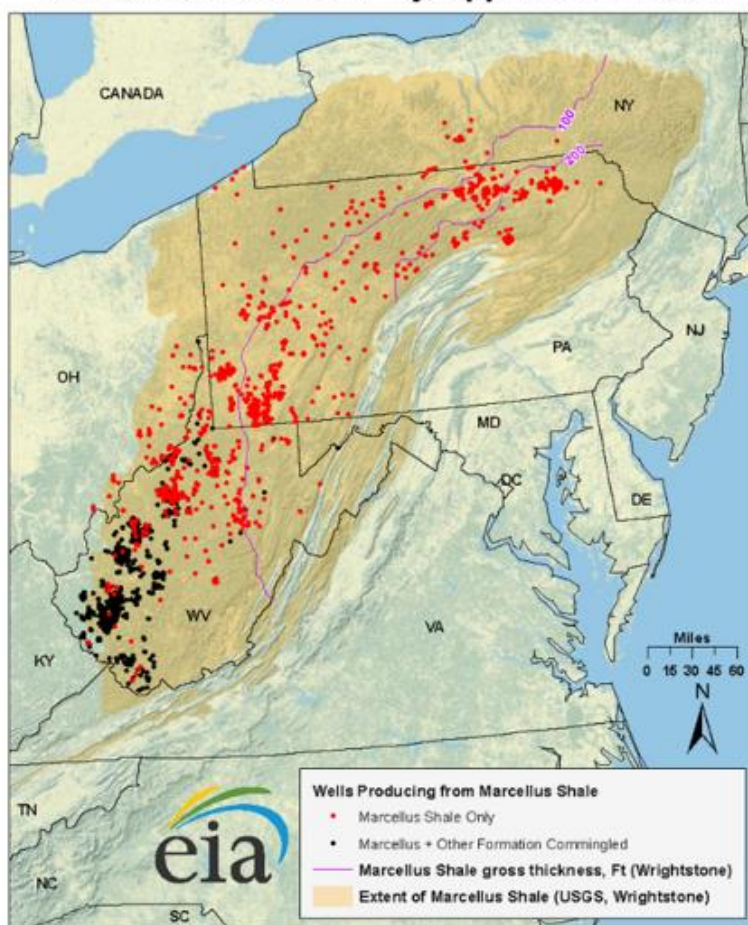 CANADA
NY
100
200
OH
PA
NJ
MD
DC
DE
WV
VA
KY
Miles
0 15 30 45 60
N
TN
NC
SC
eia
Wells Producing from Marcellus Shale
Marcellus Shale Only
Marcellus + Other Formation Commingled
Marcellus Shale gross thickness, Ft (Wrightstone)
Extent of Marcellus Shale (USGS, Wrightstone)